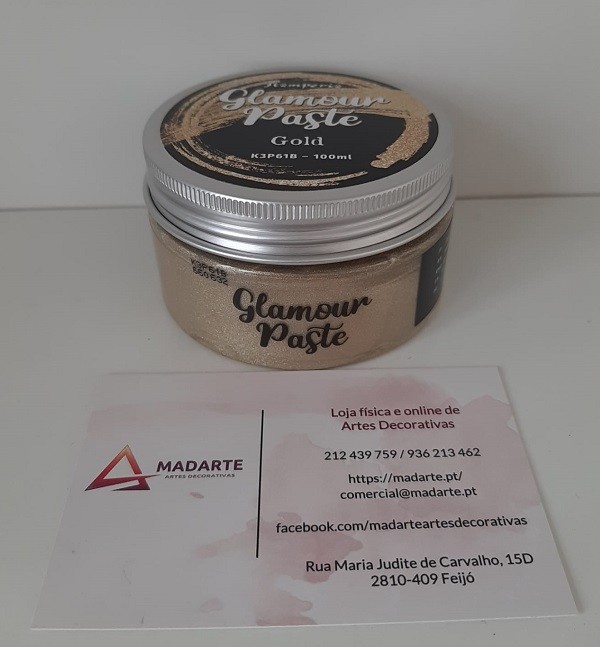 Stamperia
Glamour
Paste
Gold
K3P61B - 100ml
K3P61B
Glamour
Paste
MADARTE
ARTES DECORATIVAS
Loja física e online de
Artes Decorativas
212 439 759 / 936 213 462
https://madarte.pt/
comercial@madarte.pt
facebook.com/madarteartesdecorativas
Rua Maria Judite de Carvalho, 15D
2810-409 Feijó